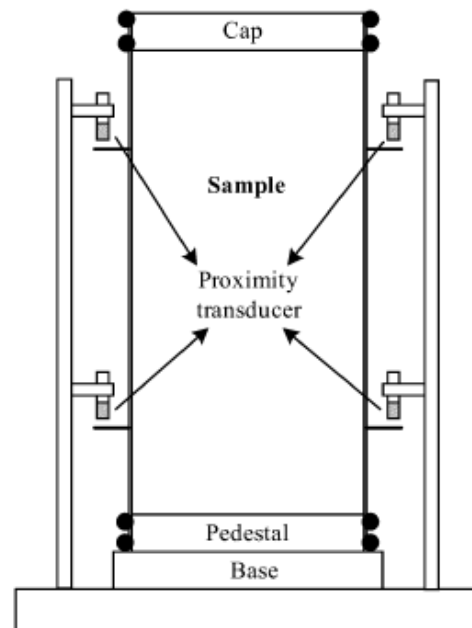 Cap
Sample
Proximity
transducer
Pedestal
Base